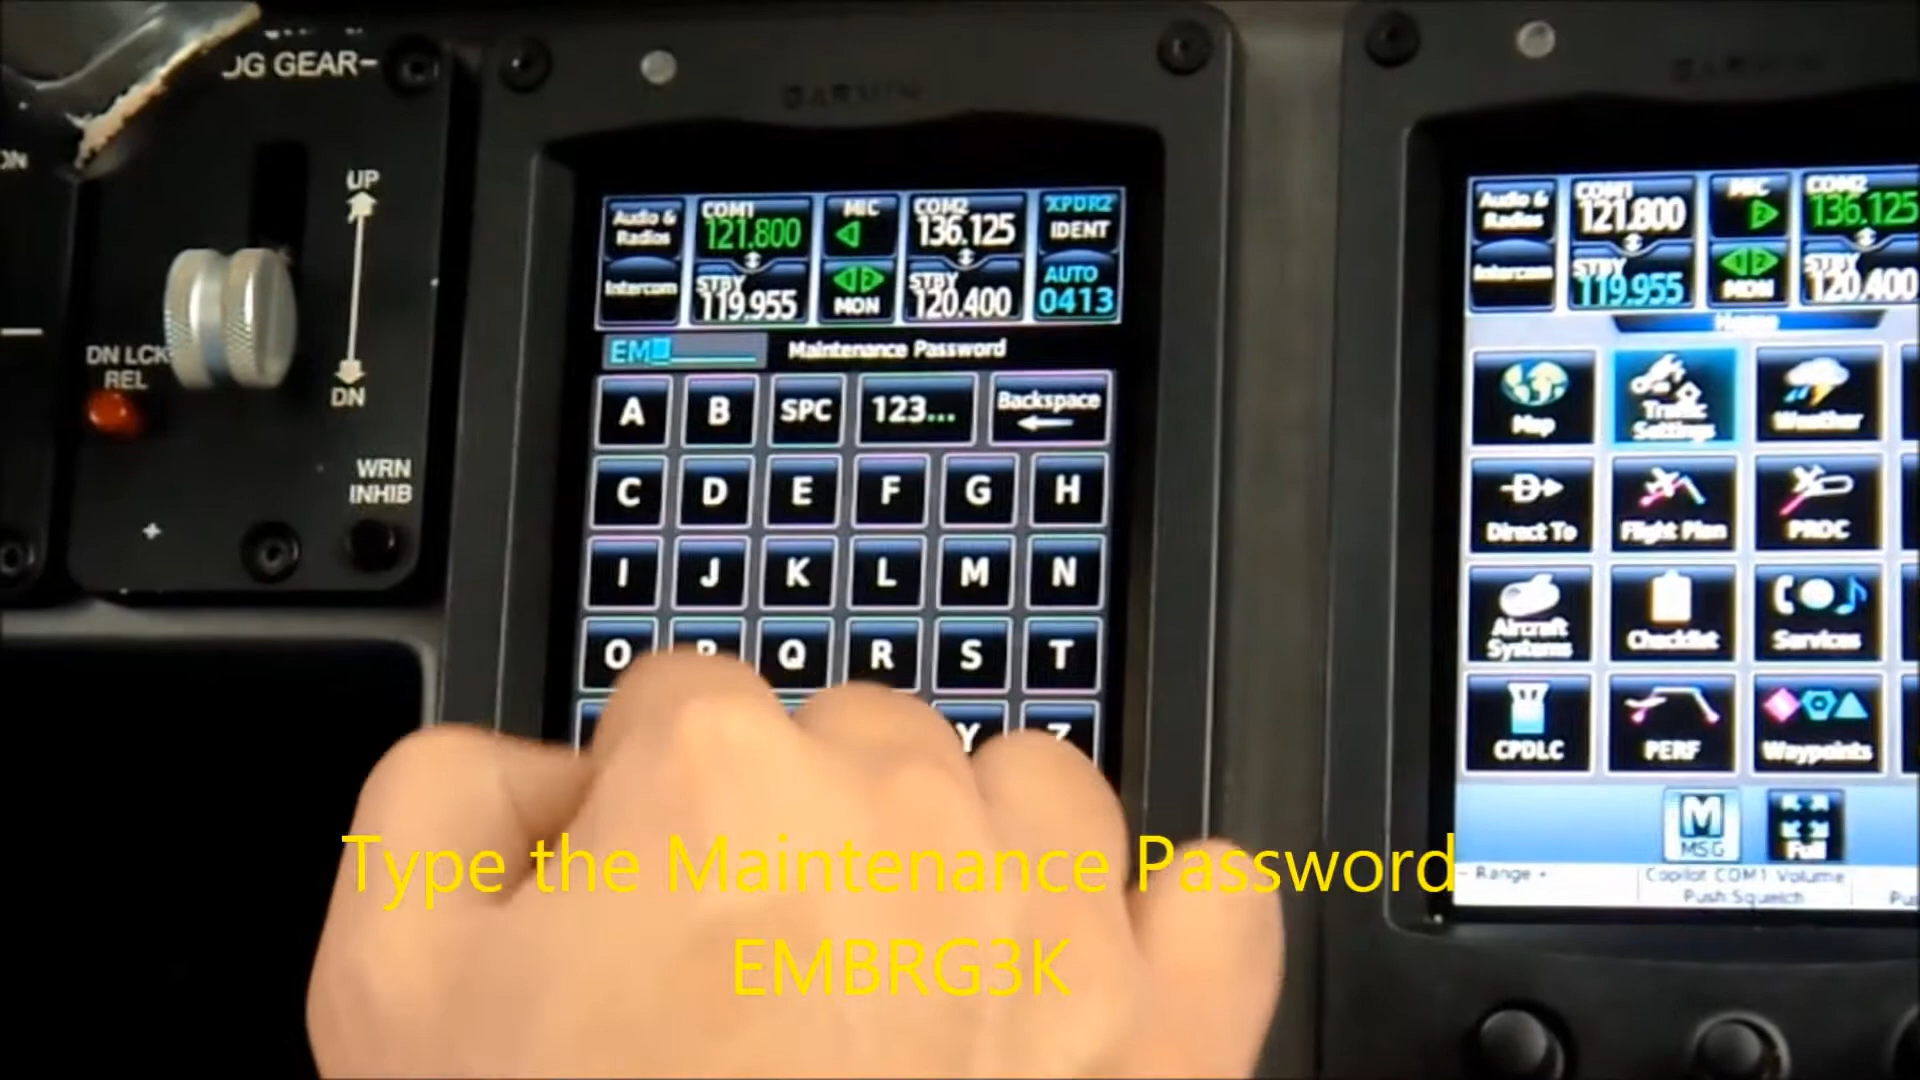 GEAR
UP
DN LCK
REL
DN
WRN
INHIB
GARMIN
Audio &
Radios
Intercom
COM1
121.800
STBY
119.955
MIC
MON
COM2
136.125
STBY
120.400
XPDR2
IDENT
AUTO
0413
EM
Maintenance Password
A B SPC 123... Backspace
C D E F G H
I J K L M N
O P Q R S T
Y Z
GARMIN
Audio &
Radios
Intercom
COM1
121.800
STBY
119.955
MIC
MON
COM2
136.125
STBY
120.400
Home
Map
Traffic
Settings
Weather
Direct To
Flight Plan
PROC
Aircraft
Systems
Checklist
Services
CPDLC
PERF
Waypoints
M
MSG
Full
- Range +
Copilot COM1 Volume
Push Squelch
Type the Maintenance Password
EMBRG3K